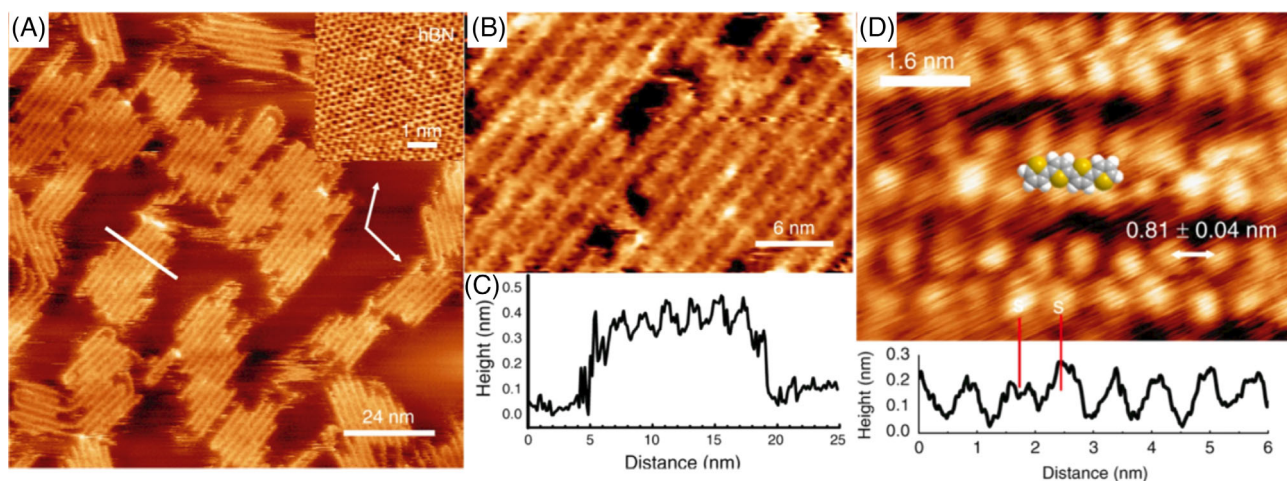 (A)
hBN
1 nm
24 nm
(B)
6 nm
(C)
0.5
0.4
0.3
0.2
0.1
0.0
Height (nm)
0 5 10 15 20 25
Distance (nm)
(D)
1.6 nm
0.81 ± 0.04 nm
S S
0.3
0.2
0.1
0.0
Height (nm)
0 1 2 3 4 5 6
Distance (nm)